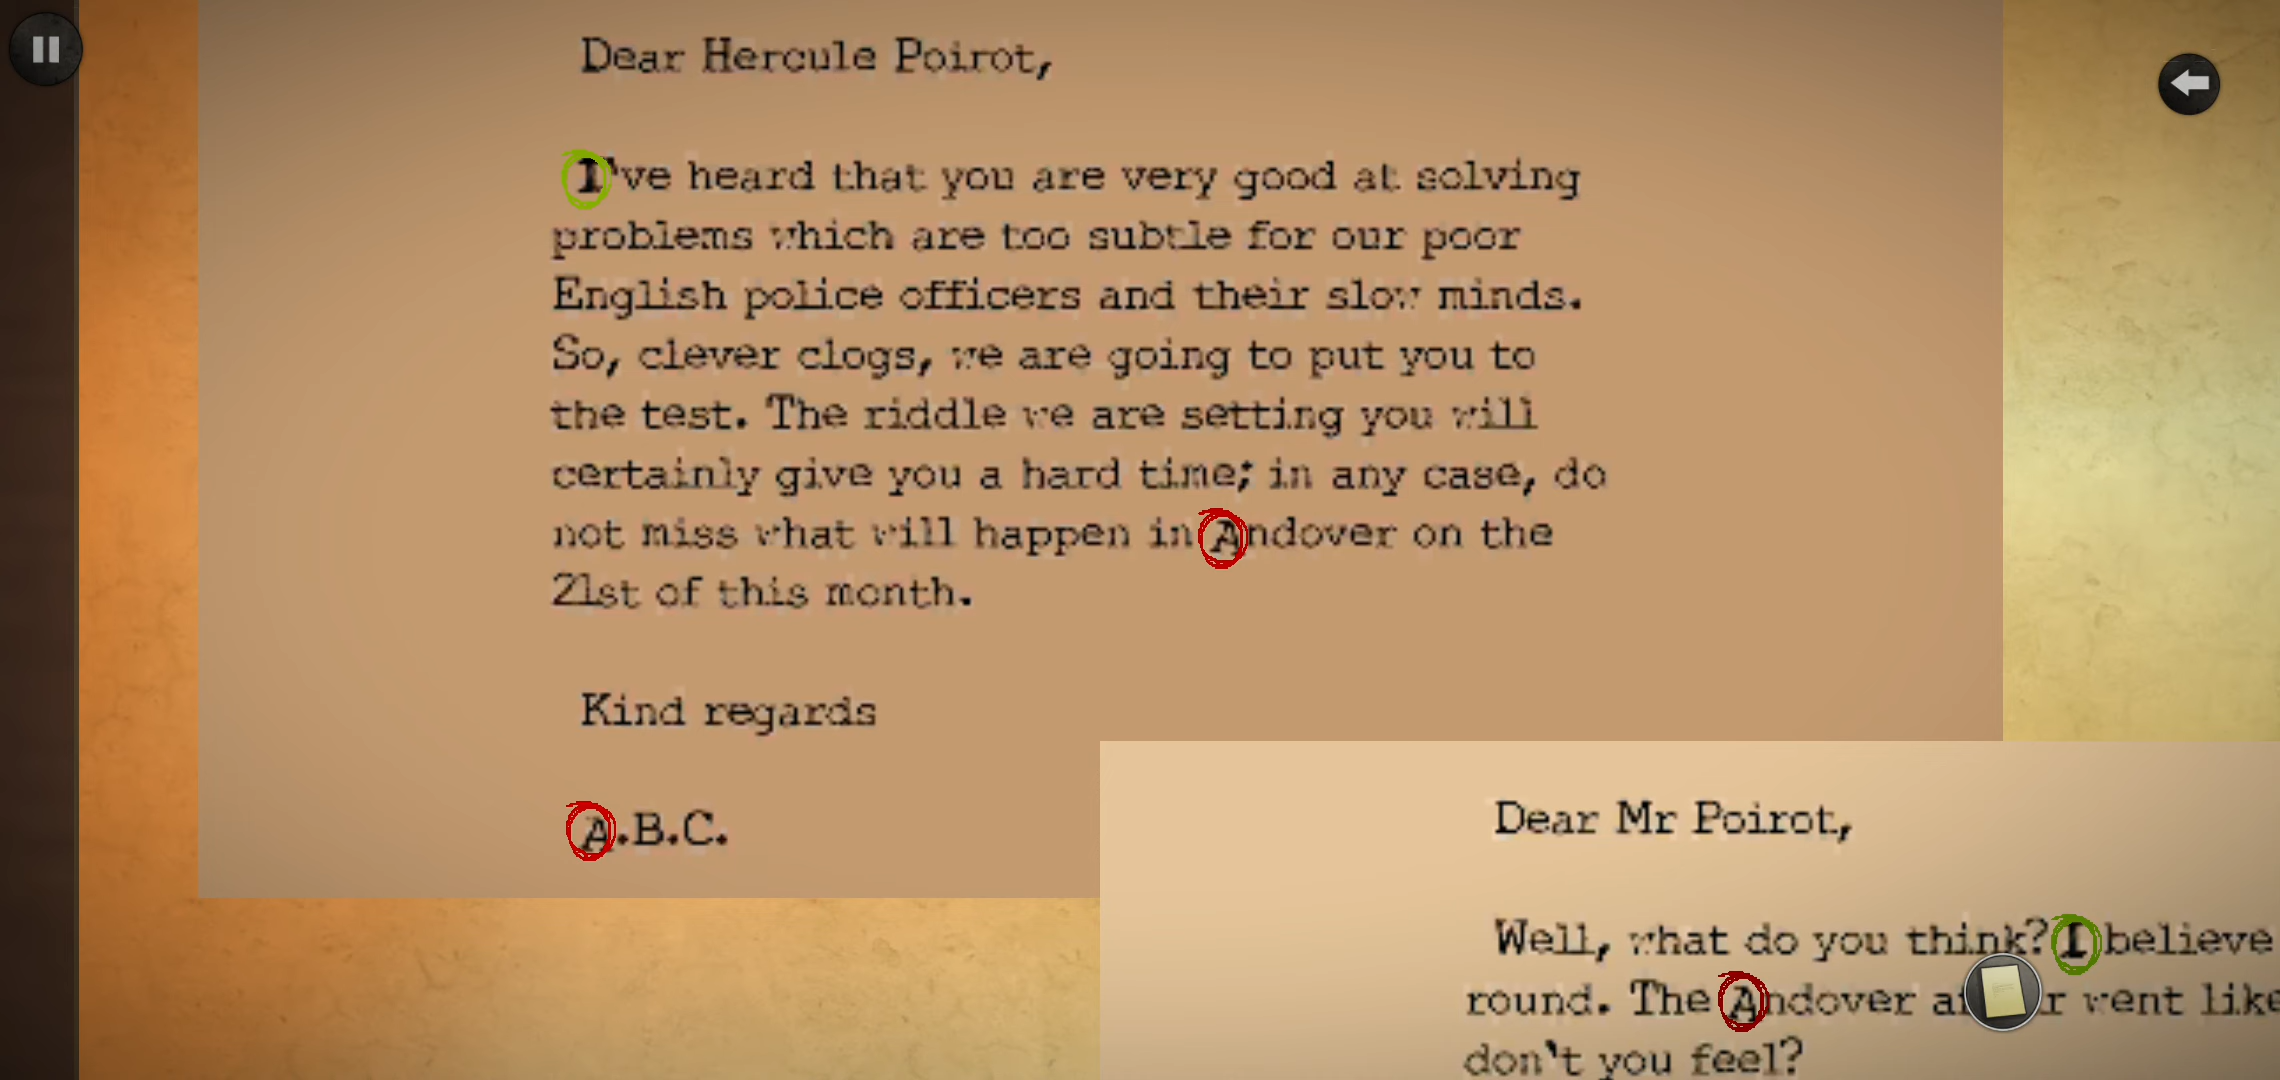 Dear Hercule Poirot,
I've heard that you are very good at solving
problems which are too subtle for our poor
English police officers and their slow minds.
So, clever clogs, we are going to put you to
the test. The riddle we are setting you will
certainly give you a hard time; in any case, do
not miss what will happen in Andover on the
21st of this month.
Kind regards
A.B.C.
Dear Mr Poirot,
Well, what do you think? I believe
round. The Andover went like
don't you feel?